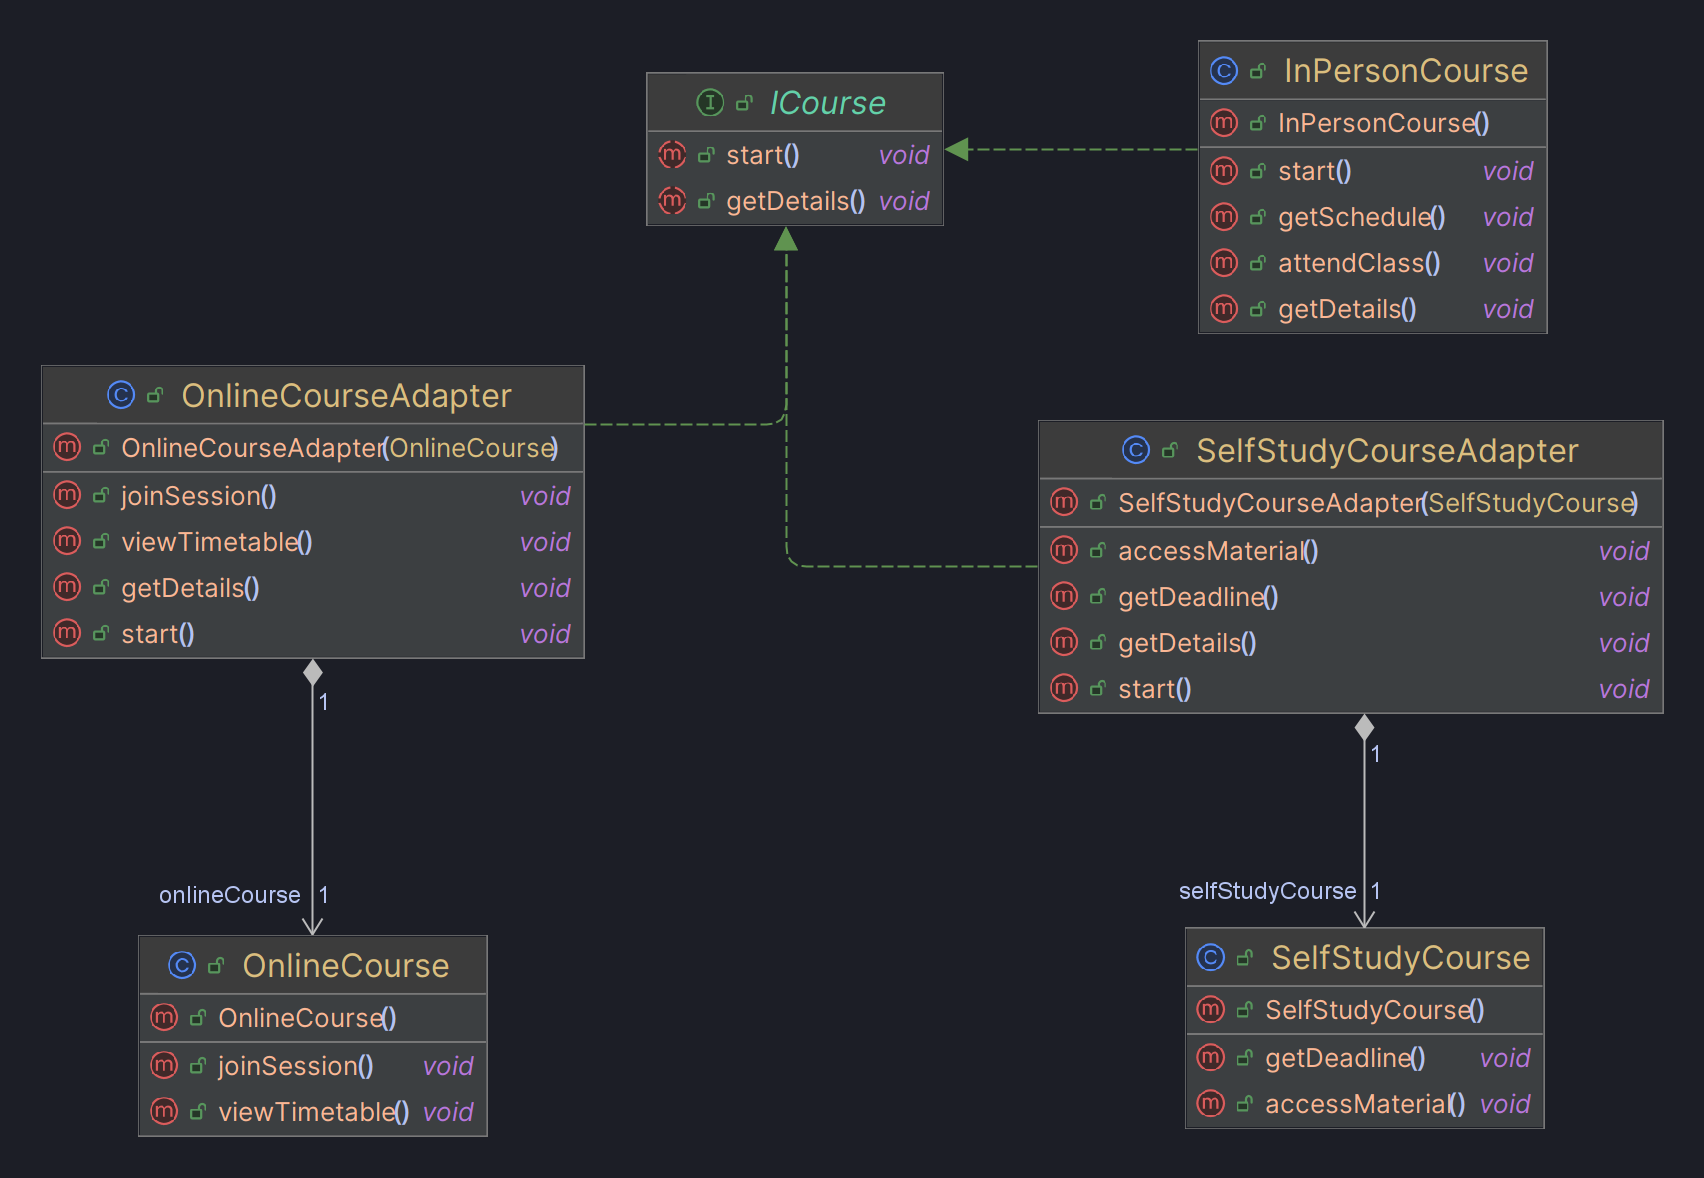 ICourse
start() void
getDetails() void
InPersonCourse
InPersonCourse()
start() void
getSchedule() void
attendClass() void
getDetails() void
OnlineCourseAdapter
OnlineCourseAdapter(OnlineCourse)
joinSession() void
viewTimetable() void
getDetails() void
start() void
SelfStudyCourseAdapter
SelfStudyCourseAdapter(SelfStudyCourse)
accessMaterial() void
getDeadline() void
getDetails() void
start() void
1
onlineCourse 1
1
selfStudyCourse 1
OnlineCourse
OnlineCourse()
joinSession() void
viewTimetable() void
SelfStudyCourse
SelfStudyCourse()
getDeadline() void
accessMaterial() void